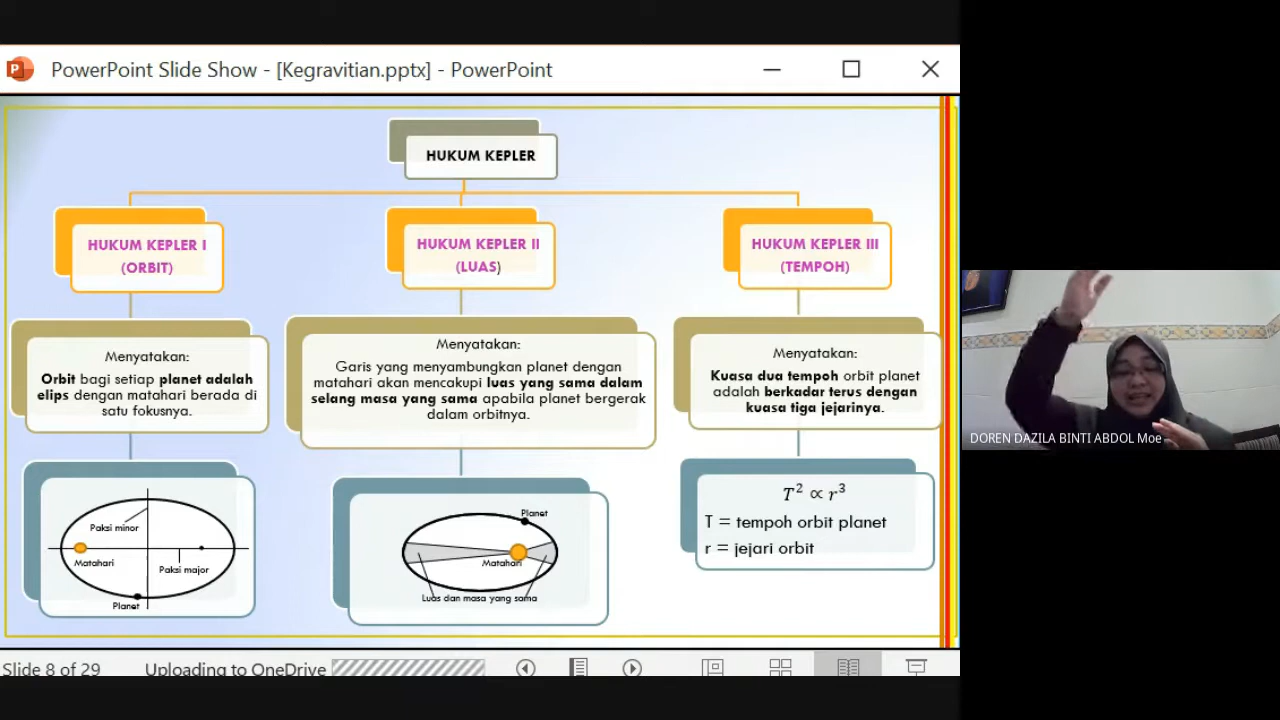 PowerPoint Slide Show - [Kegravitian.pptx] - PowerPoint
HUKUM KEPLER
HUKUM KEPLER I
(ORBIT)
Menyatakan:
Orbit bagi setiap planet adalah
elips dengan matahari berada di
satu fokusnya.
Paksi minor
Matahari
Paksi major
Planet
HUKUM KEPLER II
(LUAS)
Menyatakan:
Garis yang menyambungkan planet dengan
matahari akan mencakupi luas yang sama dalam
selang masa yang sama apabila planet bergerak
dalam orbitnya.
Planet
Matahari
Luas dan masa yang sama
HUKUM KEPLER III
(TEMPOH)
Menyatakan:
Kuasa dua tempoh orbit planet
adalah berkadar terus dengan
kuasa tiga jejarinya.
T² ∝ r³
T = tempoh orbit planet
r = jejari orbit
DOREN DAZILA BINTI ABDOL Moe
Slide 8 of 29
Uploading to OneDrive